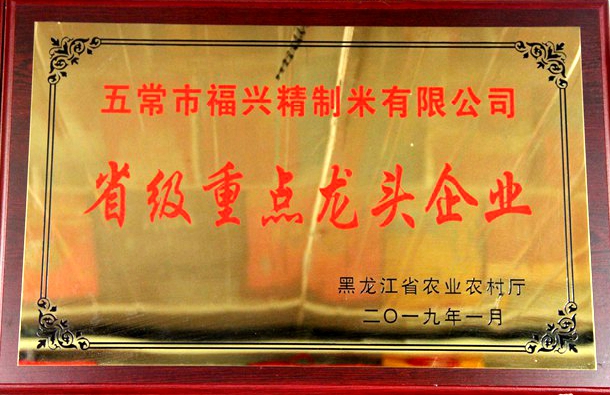 五常市福兴精制米有限公司
省级重点龙头企业
黑龙江省农业农村厅
二〇一九年一月